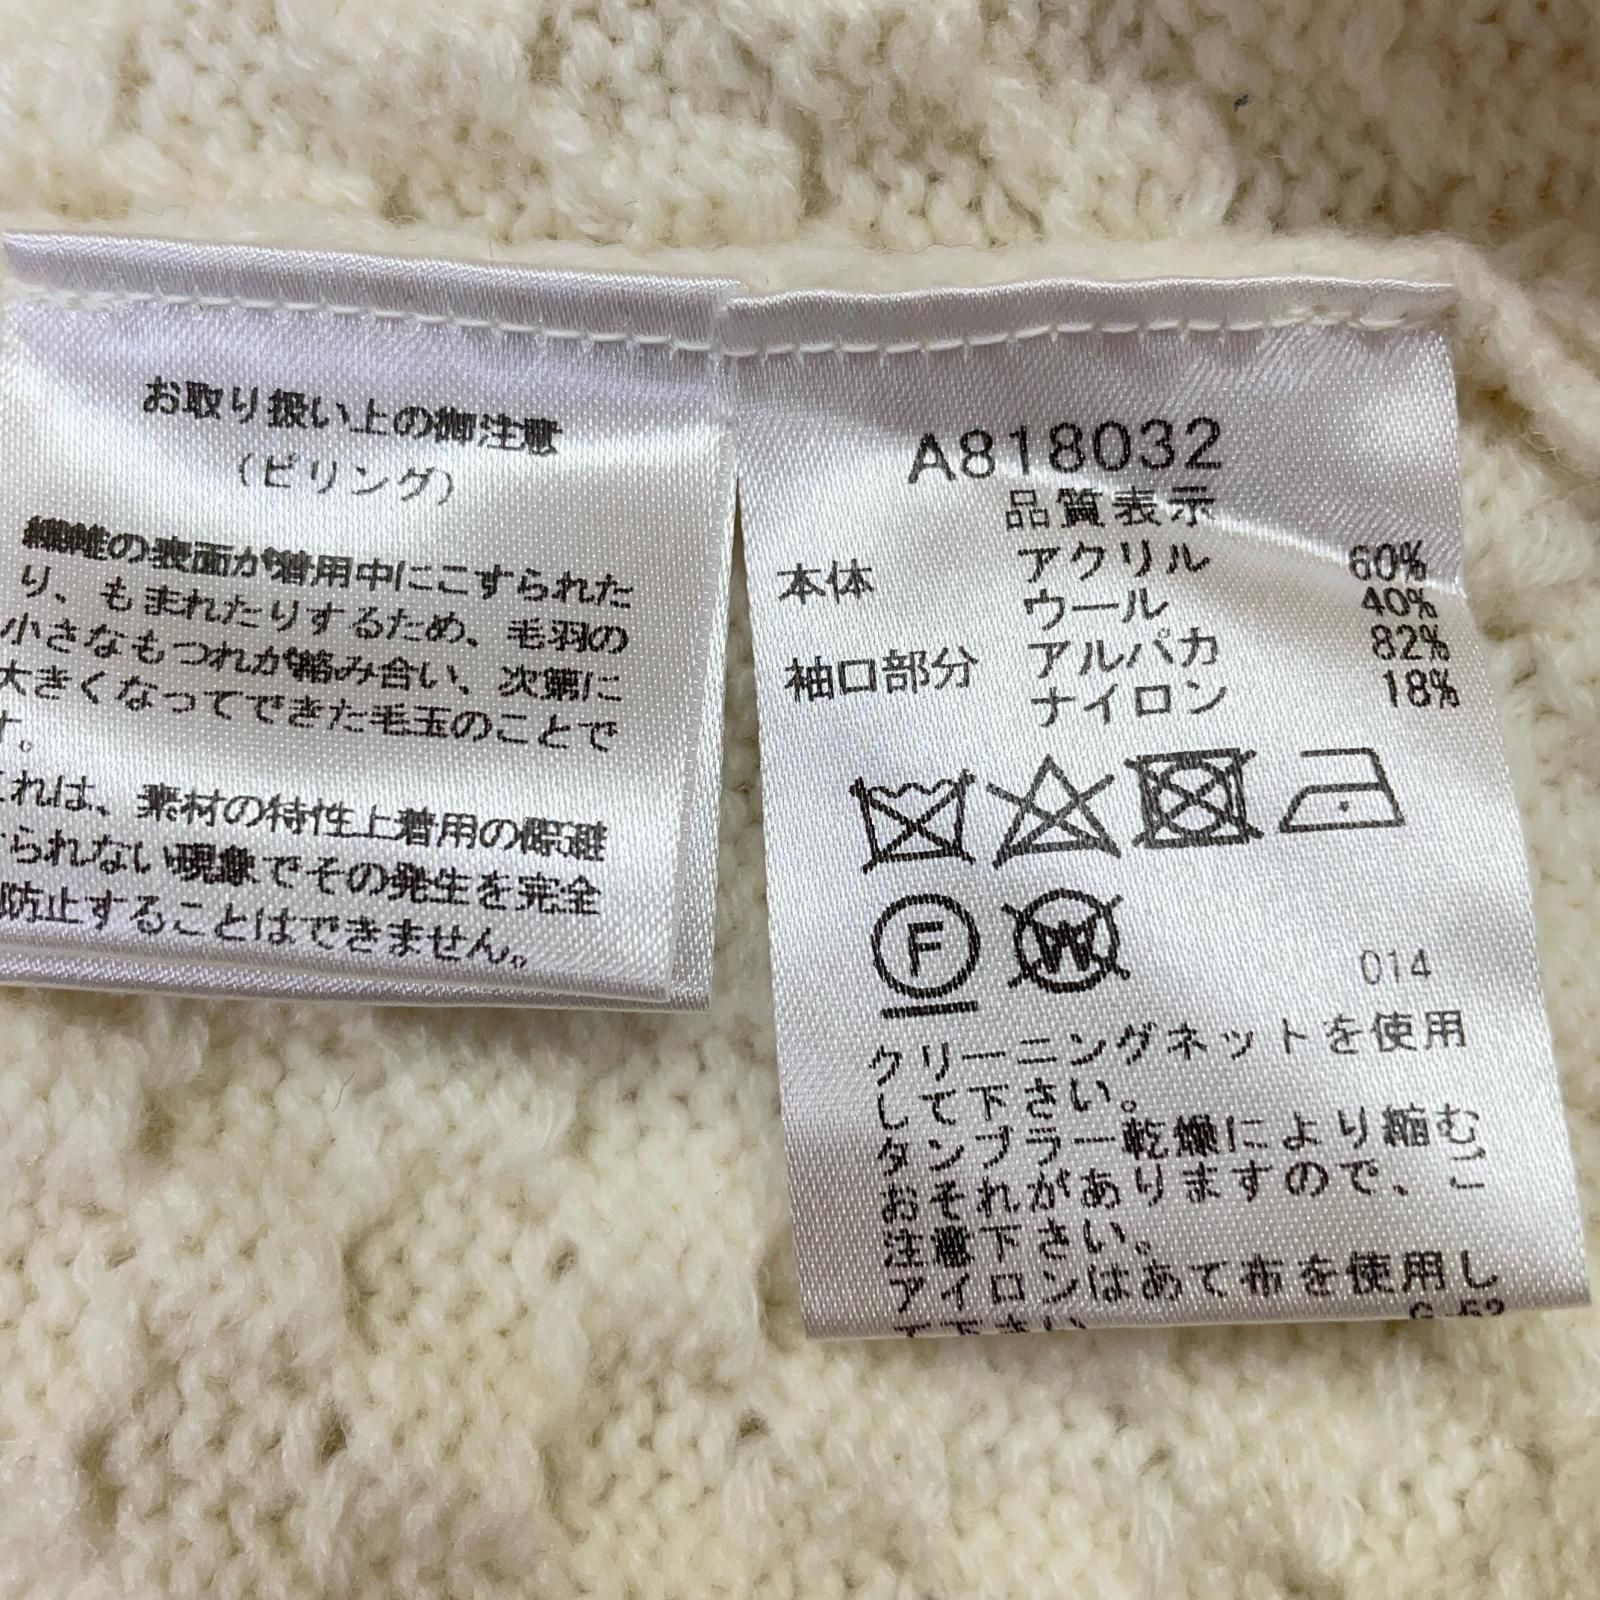 お取り扱い上の御注意
(ピリング)
繊維の表面が着用中にこすられた
り、もまれたりするため、毛羽の
小さなもつれが絡み合い、次第に
大きくなってできた毛玉のことで
す。
これは、素材の特性上着用の際避
けられない現象でその発生を完全
防止することはできません。
A818032
品質表示
本体 アクリル 60%
ウール 40%
袖口部分 アルパカ 82%
ナイロン 18%
F W
014
クリーニングネットを使用
して下さい。
タンブラー乾燥により縮む
おそれがありますので、ご
注意下さい。
アイロンはあて布を使用し
て下さい